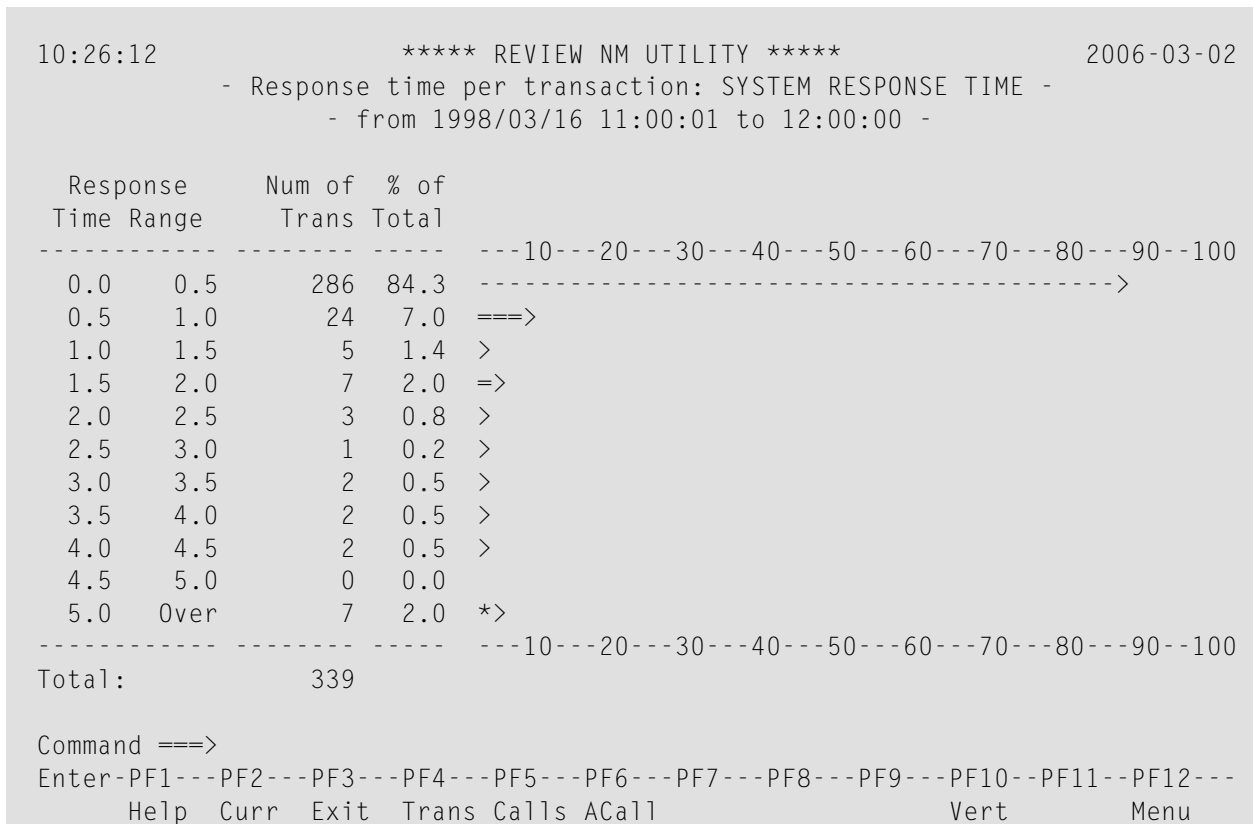 10:26:12                ***** REVIEW NM UTILITY *****                2006-03-02
            - Response time per transaction: SYSTEM RESPONSE TIME -
                   - from 1998/03/16 11:00:01 to 12:00:00 -
  Response     Num of  % of
 Time Range     Trans Total
------------ -------- -----  ---10---20---30---40---50---60---70---80---90--100
  0.0    0.5      286  84.3  ------------------------------------------>
  0.5    1.0       24   7.0  ===>
  1.0    1.5        5   1.4  >
  1.5    2.0        7   2.0  =>
  2.0    2.5        3   0.8  >
  2.5    3.0        1   0.2  >
  3.0    3.5        2   0.5  >
  3.5    4.0        2   0.5  >
  4.0    4.5        2   0.5  >
  4.5    5.0        0   0.0
  5.0   Over        7   2.0  *>
------------ -------- -----  ---10---20---30---40---50---60---70---80---90--100
Total:            339
Command ===>
Enter-PF1---PF2---PF3---PF4---PF5---PF6---PF7---PF8---PF9---PF10--PF11--PF12---
      Help  Curr  Exit  Trans Calls ACall                   Vert        Menu